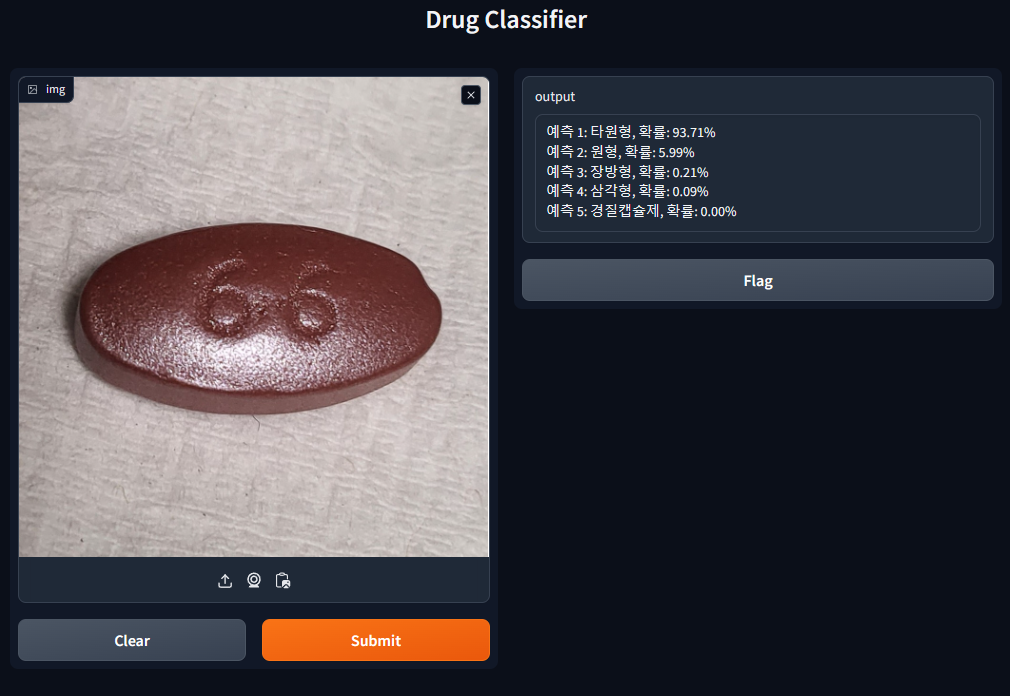 Drug Classifier
img
output
예측 1: 타원형, 확률: 93.71%
예측 2: 원형, 확률: 5.99%
예측 3: 장방형, 확률: 0.21%
예측 4: 삼각형, 확률: 0.09%
예측 5: 경질캡슐제, 확률: 0.00%
Flag
66
Clear
Submit